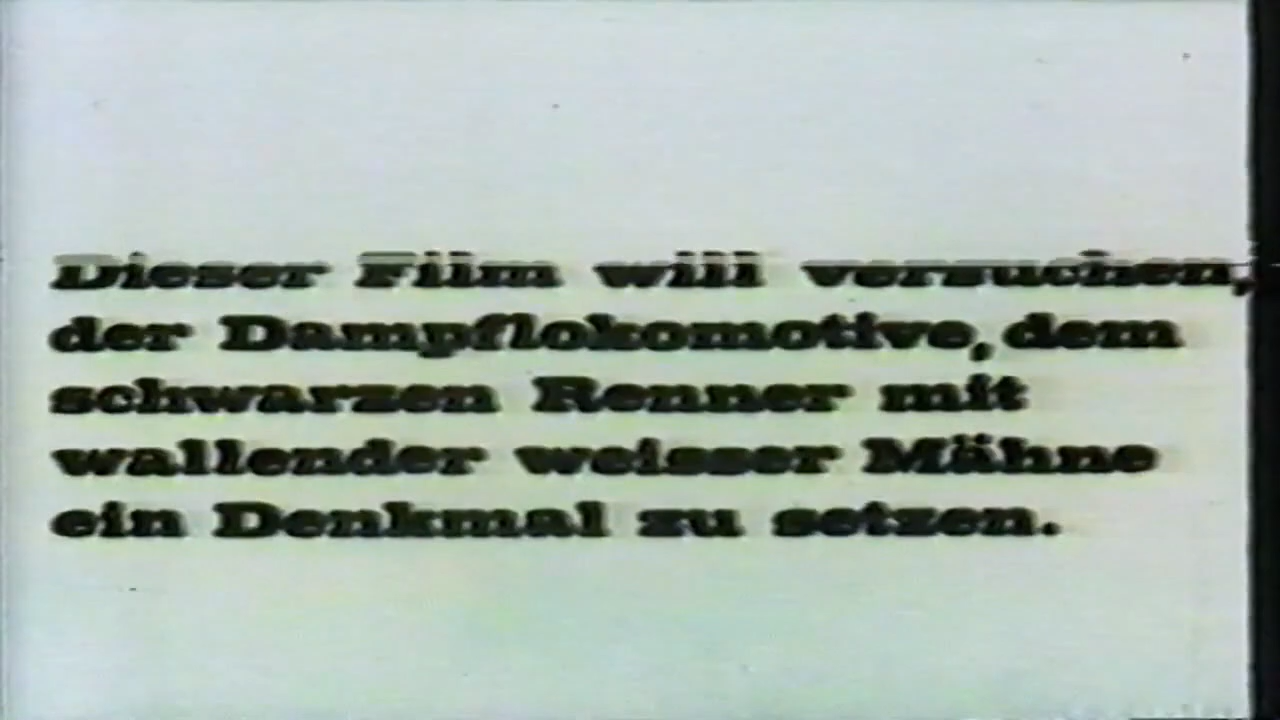 Dieser Film will versuchen,
der Dampflokomotive, dem
schwarzen Renner mit
wallender weisser Mähne
ein Denkmal zu setzen.